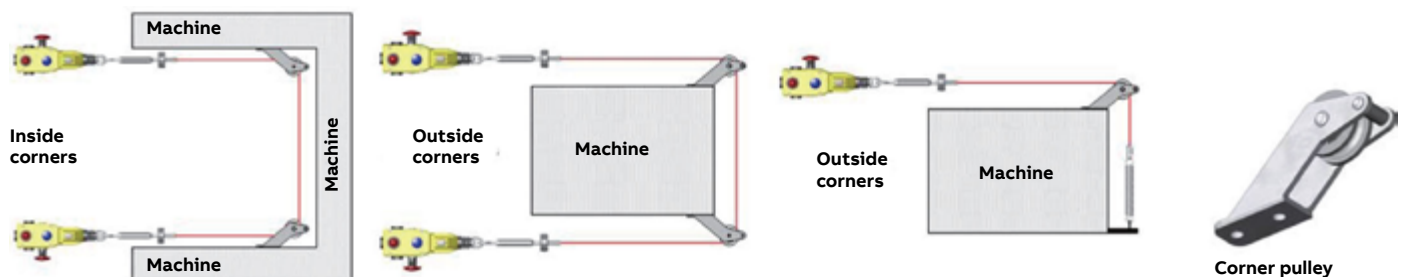 Machine
Inside
corners
Machine
Machine
Outside
corners
Machine
Outside
corners
Machine
Corner pulley